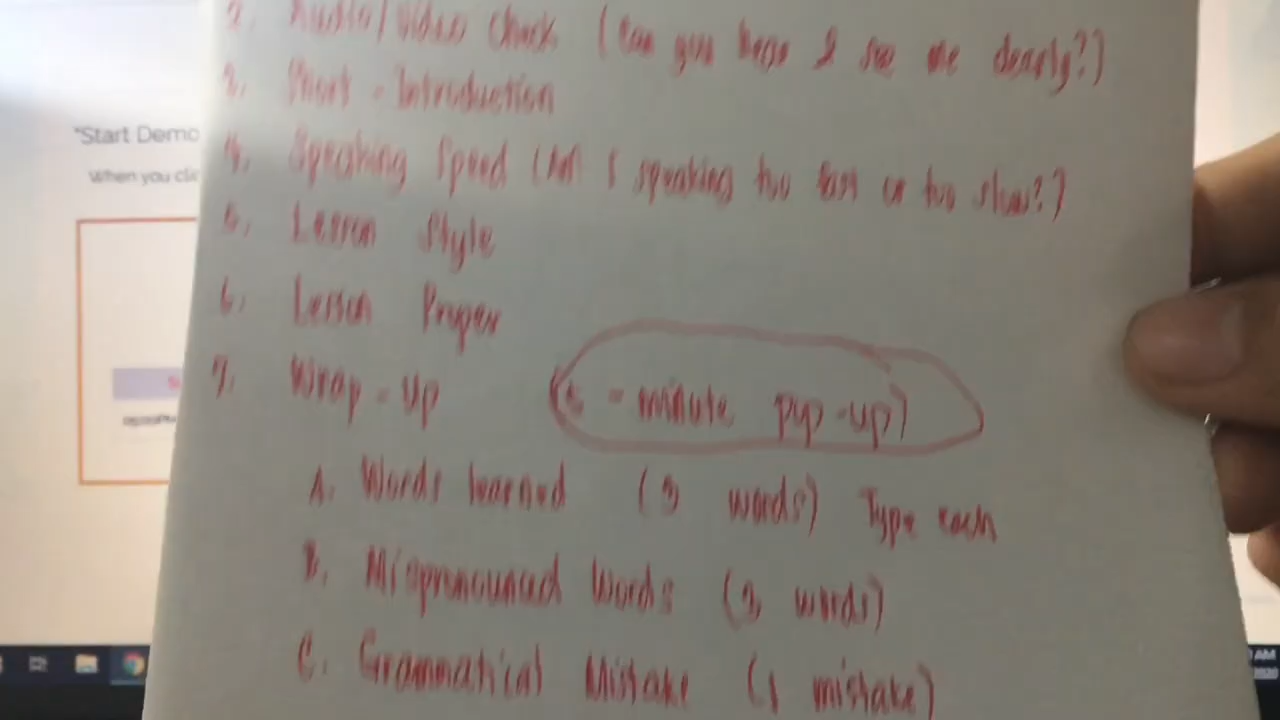 2. Audio/Video Check (Can you hear & see me clearly?)
3. Short - Introduction
4. Speaking Speed (Am I speaking too fast or too slow?)
5. Lesson Style
6. Lesson Proper
7. Wrap - Up (5 - minute pop-up)
A. Words learned (3 words) Type each
B. Mispronounced Words (3 words)
C. Grammatical Mistake (1 mistake)
"Start Demo
When you clic
AM